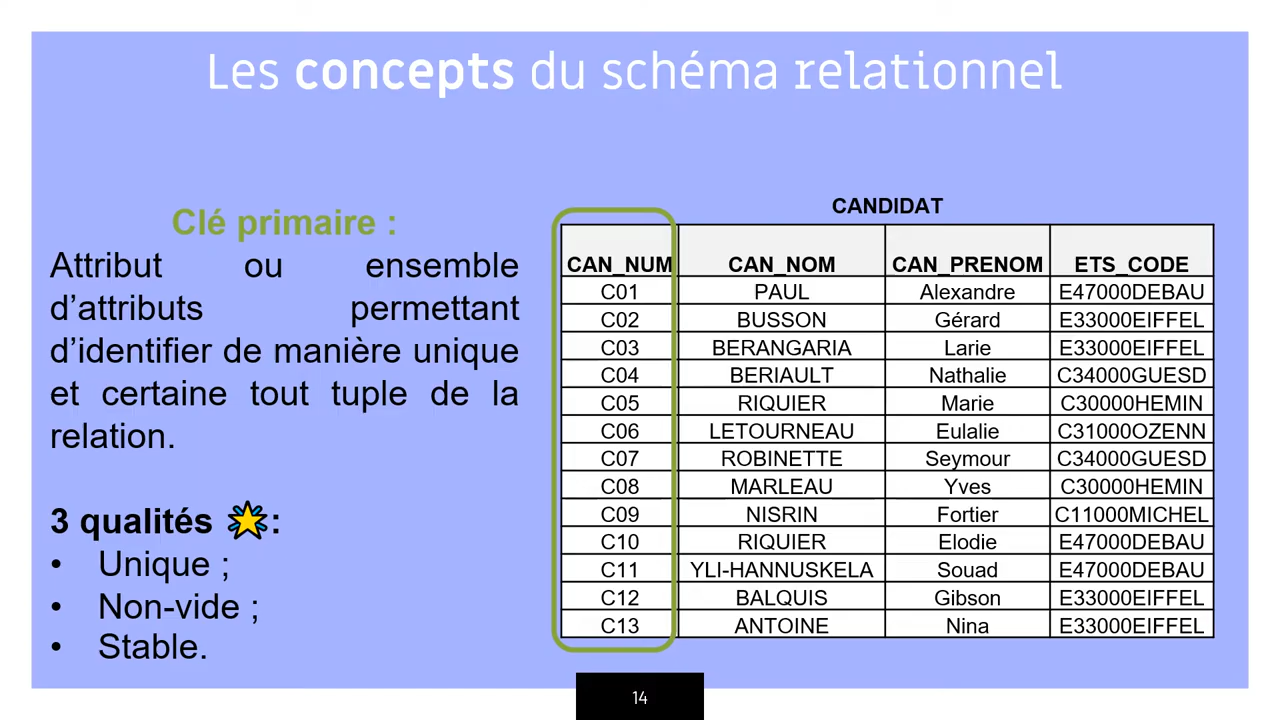 Les concepts du schéma relationnel
Clé primaire :
Attribut ou ensemble
d’attributs permettant
d’identifier de manière unique
et certaine tout tuple de la
relation.
3 qualités :
• Unique ;
• Non-vide ;
• Stable.
CANDIDAT
CAN_NUM CAN_NOM CAN_PRENOM ETS_CODE
C01 PAUL Alexandre E47000DEBAU
C02 BUSSON Gérard E33000EIFFEL
C03 BERANGARIA Larie E33000EIFFEL
C04 BERIAULT Nathalie C34000GUESD
C05 RIQUIER Marie C30000HEMIN
C06 LETOURNEAU Eulalie C31000OZENN
C07 ROBINETTE Seymour C34000GUESD
C08 MARLEAU Yves C30000HEMIN
C09 NISRIN Fortier C11000MICHEL
C10 RIQUIER Elodie E47000DEBAU
C11 YLI-HANNUSKELA Souad E47000DEBAU
C12 BALQUIS Gibson E33000EIFFEL
C13 ANTOINE Nina E33000EIFFEL
14